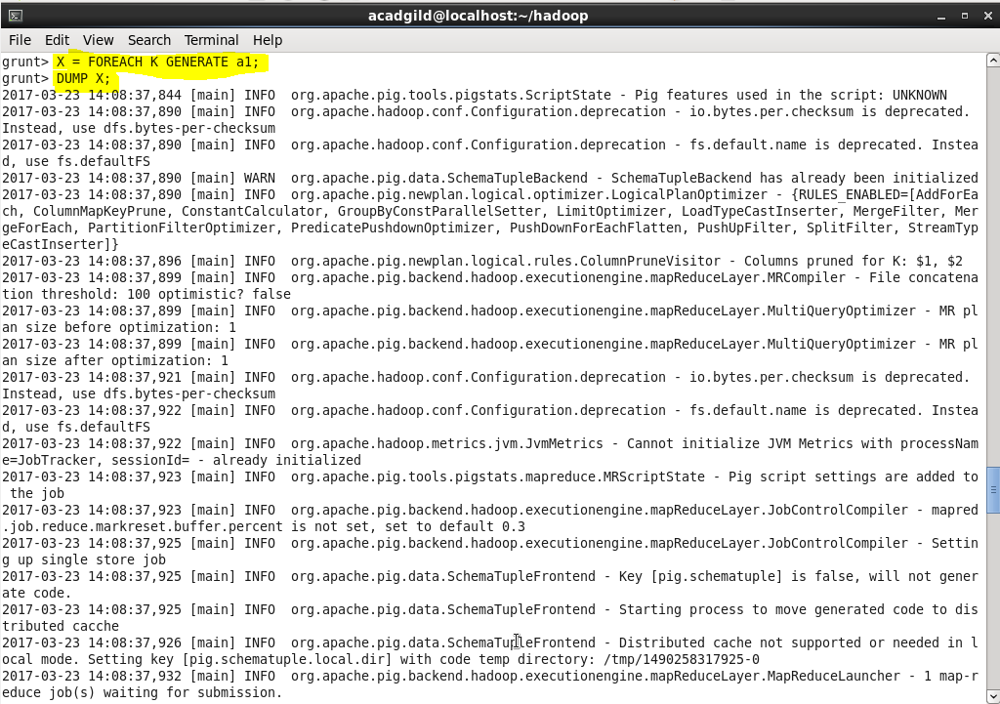 acadgild@localhost:~/hadoop
File Edit View Search Terminal Help
grunt> X = FOREACH K GENERATE a1;
grunt> DUMP X;
2017-03-23 14:08:37,844 [main] INFO  org.apache.pig.tools.pigstats.ScriptState - Pig features used in the script: UNKNOWN
2017-03-23 14:08:37,890 [main] INFO  org.apache.hadoop.conf.Configuration.deprecation - io.bytes.per.checksum is deprecated.
Instead, use dfs.bytes-per-checksum
2017-03-23 14:08:37,890 [main] INFO  org.apache.hadoop.conf.Configuration.deprecation - fs.default.name is deprecated. Instea
d, use fs.defaultFS
2017-03-23 14:08:37,890 [main] WARN  org.apache.pig.data.SchemaTupleBackend - SchemaTupleBackend has already been initialized
2017-03-23 14:08:37,890 [main] INFO  org.apache.pig.newplan.logical.optimizer.LogicalPlanOptimizer - {RULES_ENABLED=[AddForEa
ch, ColumnMapKeyPrune, ConstantCalculator, GroupByConstParallelSetter, LimitOptimizer, LoadTypeCastInserter, MergeFilter, Mer
geForEach, PartitionFilterOptimizer, PredicatePushdownOptimizer, PushDownForEachFlatten, PushUpFilter, SplitFilter, StreamTyp
eCastInserter]}
2017-03-23 14:08:37,896 [main] INFO  org.apache.pig.newplan.logical.rules.ColumnPruneVisitor - Columns pruned for K: $1, $2
2017-03-23 14:08:37,899 [main] INFO  org.apache.pig.backend.hadoop.executionengine.mapReduceLayer.MRCompiler - File concatena
tion threshold: 100 optimistic? false
2017-03-23 14:08:37,899 [main] INFO  org.apache.pig.backend.hadoop.executionengine.mapReduceLayer.MultiQueryOptimizer - MR pl
an size before optimization: 1
2017-03-23 14:08:37,899 [main] INFO  org.apache.pig.backend.hadoop.executionengine.mapReduceLayer.MultiQueryOptimizer - MR pl
an size after optimization: 1
2017-03-23 14:08:37,921 [main] INFO  org.apache.hadoop.conf.Configuration.deprecation - io.bytes.per.checksum is deprecated.
Instead, use dfs.bytes-per-checksum
2017-03-23 14:08:37,922 [main] INFO  org.apache.hadoop.conf.Configuration.deprecation - fs.default.name is deprecated. Instea
d, use fs.defaultFS
2017-03-23 14:08:37,922 [main] INFO  org.apache.hadoop.metrics.jvm.JvmMetrics - Cannot initialize JVM Metrics with processNam
e=JobTracker, sessionId= - already initialized
2017-03-23 14:08:37,923 [main] INFO  org.apache.pig.tools.pigstats.mapreduce.MRScriptState - Pig script settings are added to
 the job
2017-03-23 14:08:37,923 [main] INFO  org.apache.pig.backend.hadoop.executionengine.mapReduceLayer.JobControlCompiler - mapred
.job.reduce.markreset.buffer.percent is not set, set to default 0.3
2017-03-23 14:08:37,925 [main] INFO  org.apache.pig.backend.hadoop.executionengine.mapReduceLayer.JobControlCompiler - Settin
g up single store job
2017-03-23 14:08:37,925 [main] INFO  org.apache.pig.data.SchemaTupleFrontend - Key [pig.schematuple] is false, will not gener
ate code.
2017-03-23 14:08:37,925 [main] INFO  org.apache.pig.data.SchemaTupleFrontend - Starting process to move generated code to dis
tributed cacche
2017-03-23 14:08:37,926 [main] INFO  org.apache.pig.data.SchemaTupleFrontend - Distributed cache not supported or needed in l
ocal mode. Setting key [pig.schematuple.local.dir] with code temp directory: /tmp/1490258317925-0
2017-03-23 14:08:37,932 [main] INFO  org.apache.pig.backend.hadoop.executionengine.mapReduceLayer.MapReduceLauncher - 1 map-r
educe job(s) waiting for submission.